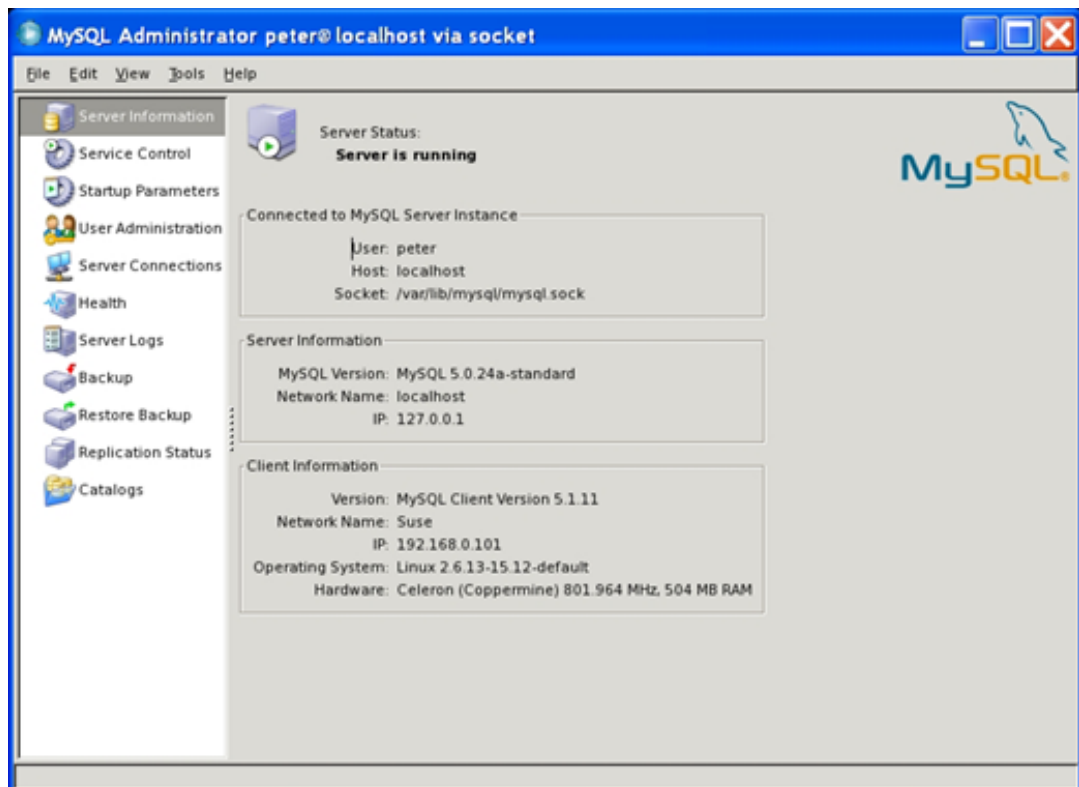 MySQL Administrator peter@localhost via socket
File Edit View Tools Help
Server Information
Service Control
Startup Parameters
User Administration
Server Connections
Health
Server Logs
Backup
Restore Backup
Replication Status
Catalogs
Server Status:
Server is running
MySQL®
Connected to MySQL Server Instance
User: peter
Host: localhost
Socket: /var/lib/mysql/mysql.sock
Server Information
MySQL Version: MySQL 5.0.24a-standard
Network Name: localhost
IP: 127.0.0.1
Client Information
Version: MySQL Client Version 5.1.11
Network Name: Suse
IP: 192.168.0.101
Operating System: Linux 2.6.13-15.12-default
Hardware: Celeron (Coppermine) 801.964 MHz, 504 MB RAM